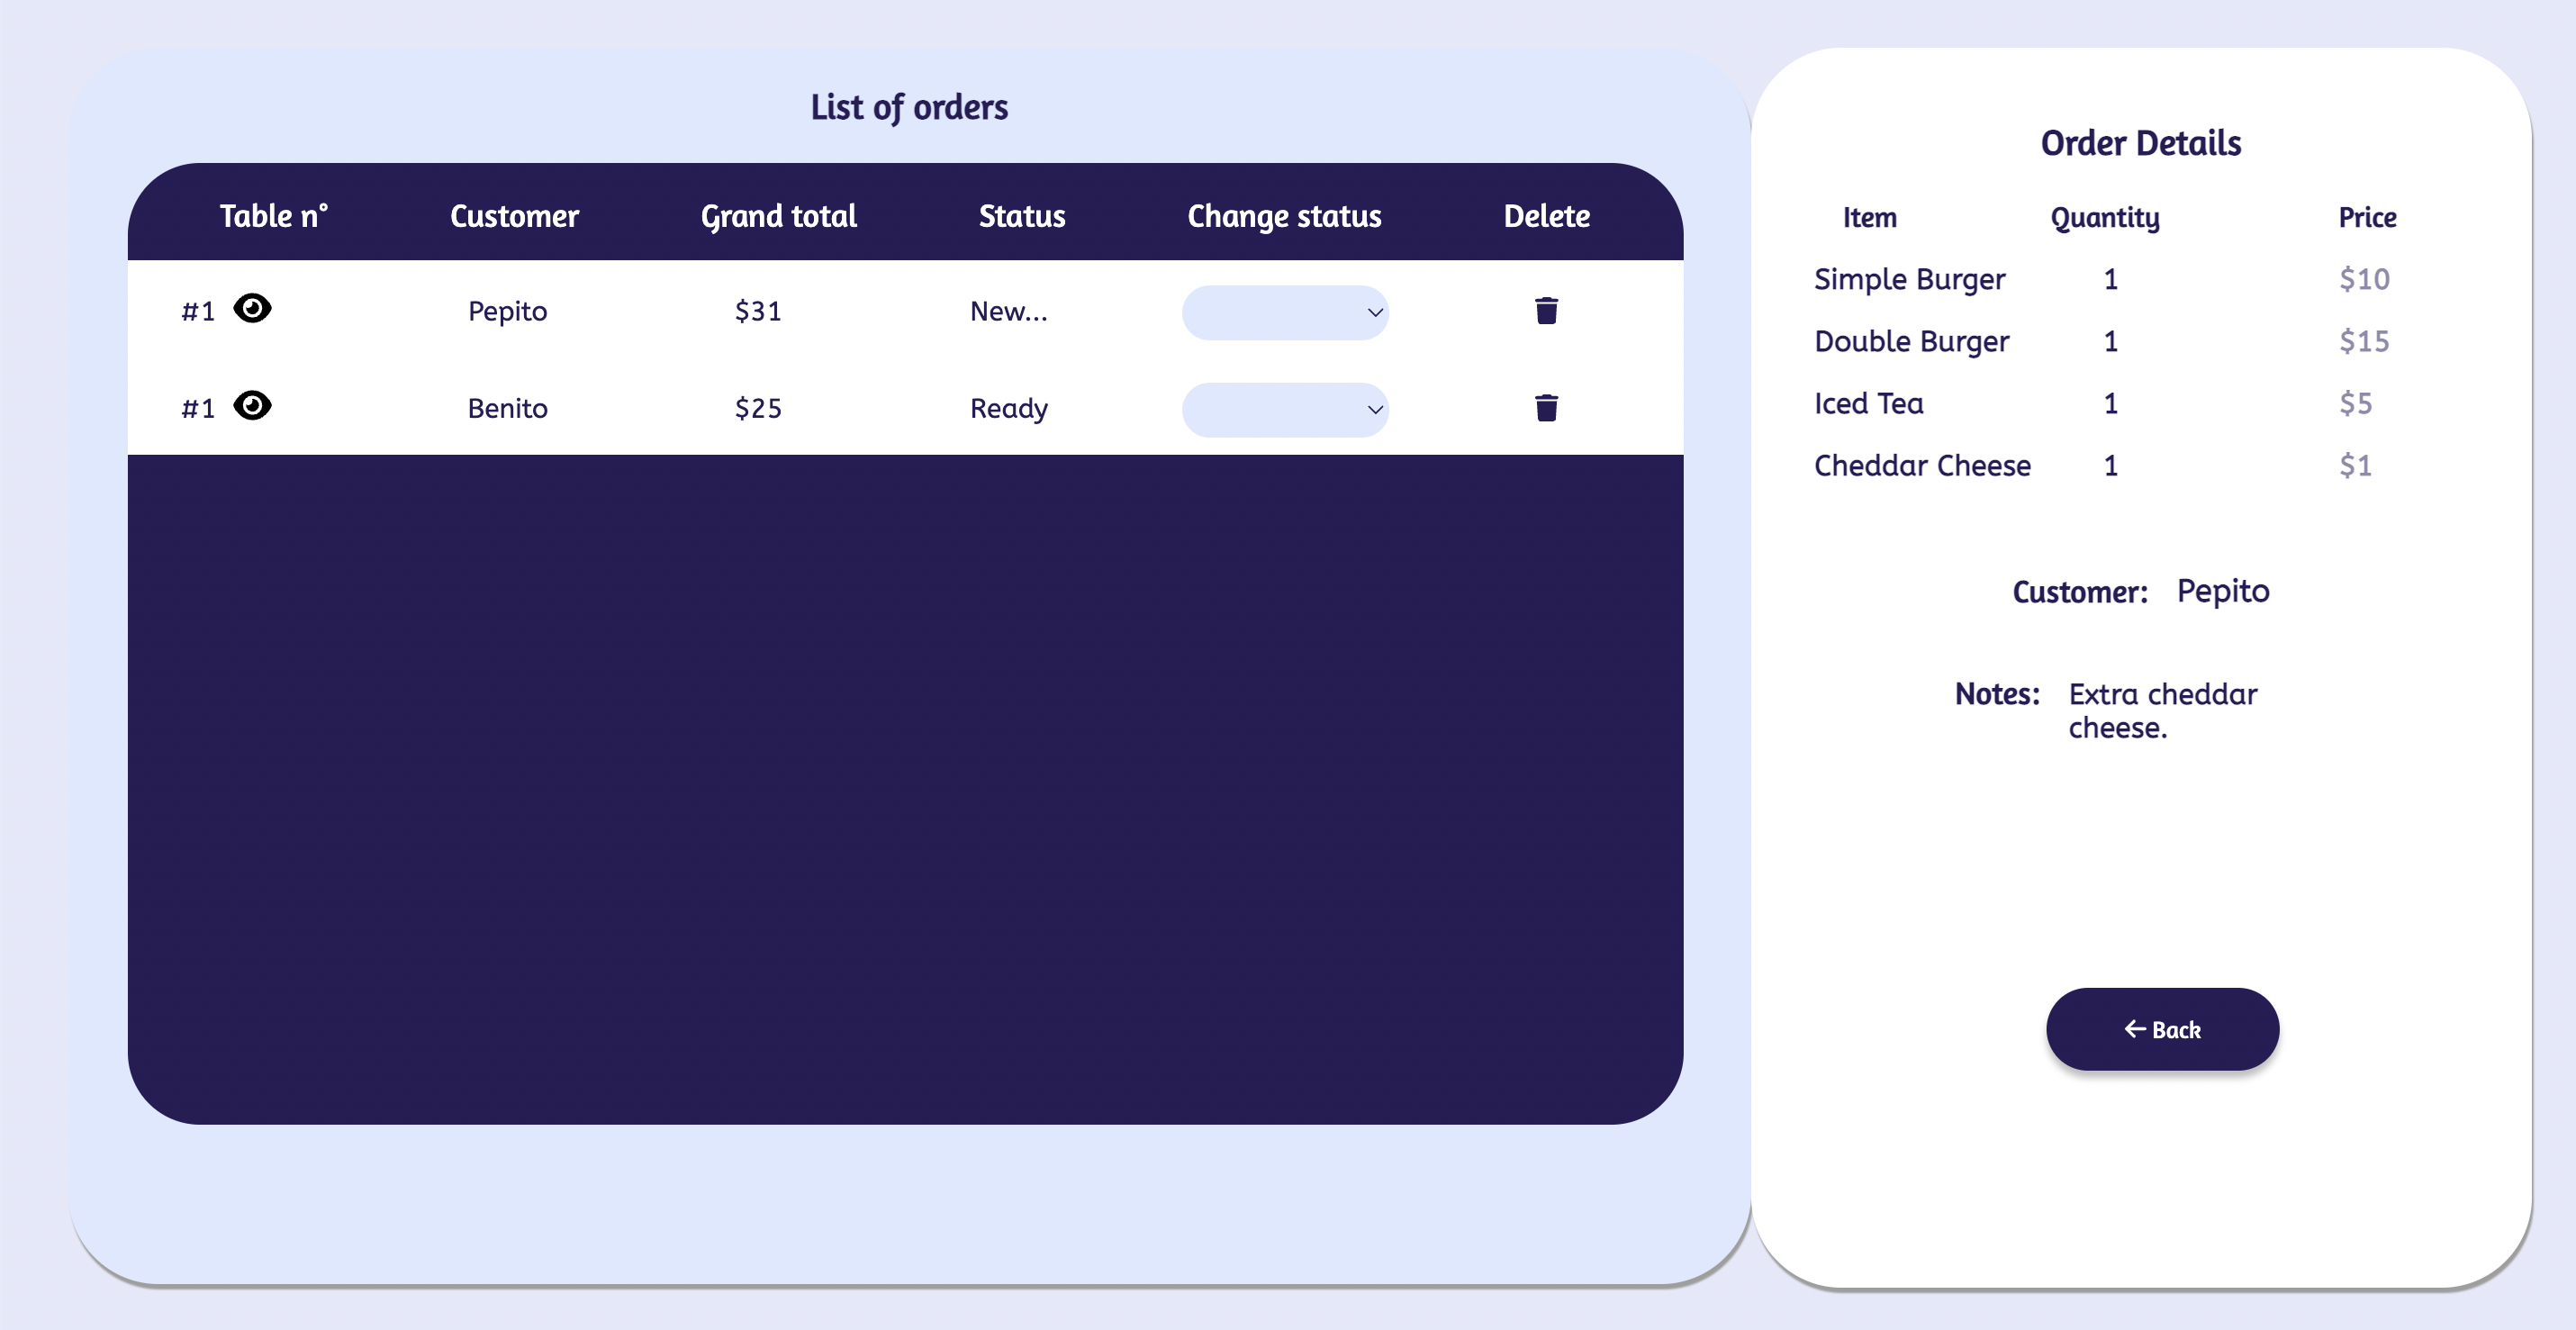 List of orders
Table n° Customer Grand total Status Change status Delete
#1 Pepito $31 New...
#1 Benito $25 Ready
Order Details
Item Quantity Price
Simple Burger 1 $10
Double Burger 1 $15
Iced Tea 1 $5
Cheddar Cheese 1 $1
Customer: Pepito
Notes: Extra cheddar
cheese.
Back